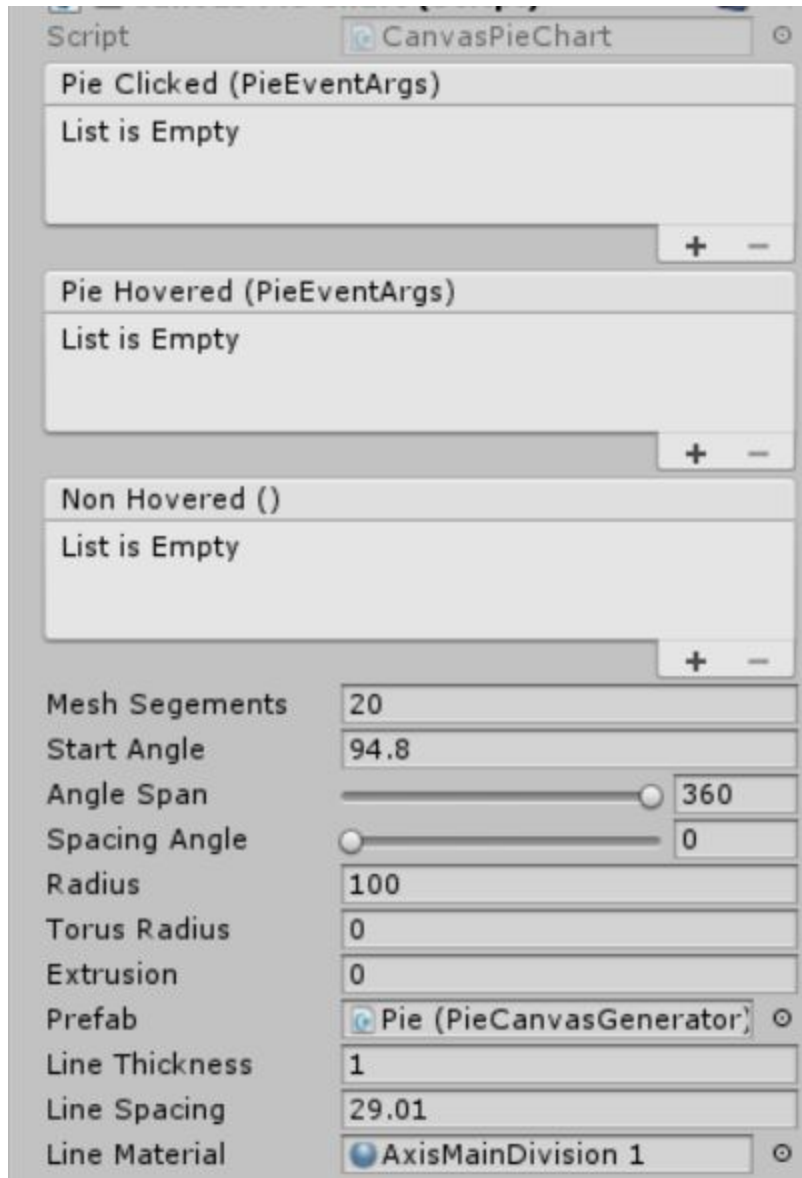 Script CanvasPieChart
Pie Clicked (PieEventArgs)
List is Empty
+ −
Pie Hovered (PieEventArgs)
List is Empty
+ −
Non Hovered ()
List is Empty
+ −
Mesh Segements 20
Start Angle 94.8
Angle Span 360
Spacing Angle 0
Radius 100
Torus Radius 0
Extrusion 0
Prefab Pie (PieCanvasGenerator)
Line Thickness 1
Line Spacing 29.01
Line Material AxisMainDivision 1